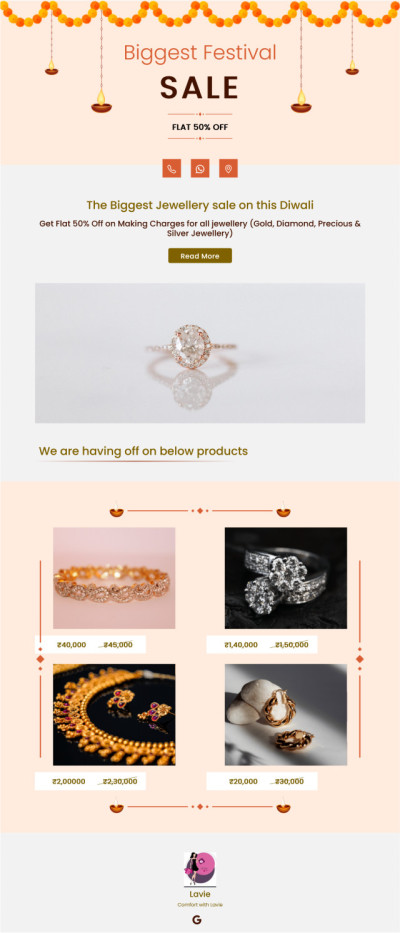 Biggest Festival
SALE
FLAT 50% OFF
The Biggest Jewellery sale on this Diwali
Get Flat 50% Off on Making Charges for all jewellery (Gold, Diamond, Precious &
Silver Jewellery)
Read More
We are having off on below products
₹40,000 ...₹45,000
₹1,40,000 ...₹1,50,000
₹2,00000 ...₹2,30,000
₹20,000 ...₹30,000
Lavie
Comfort with Lavie
G